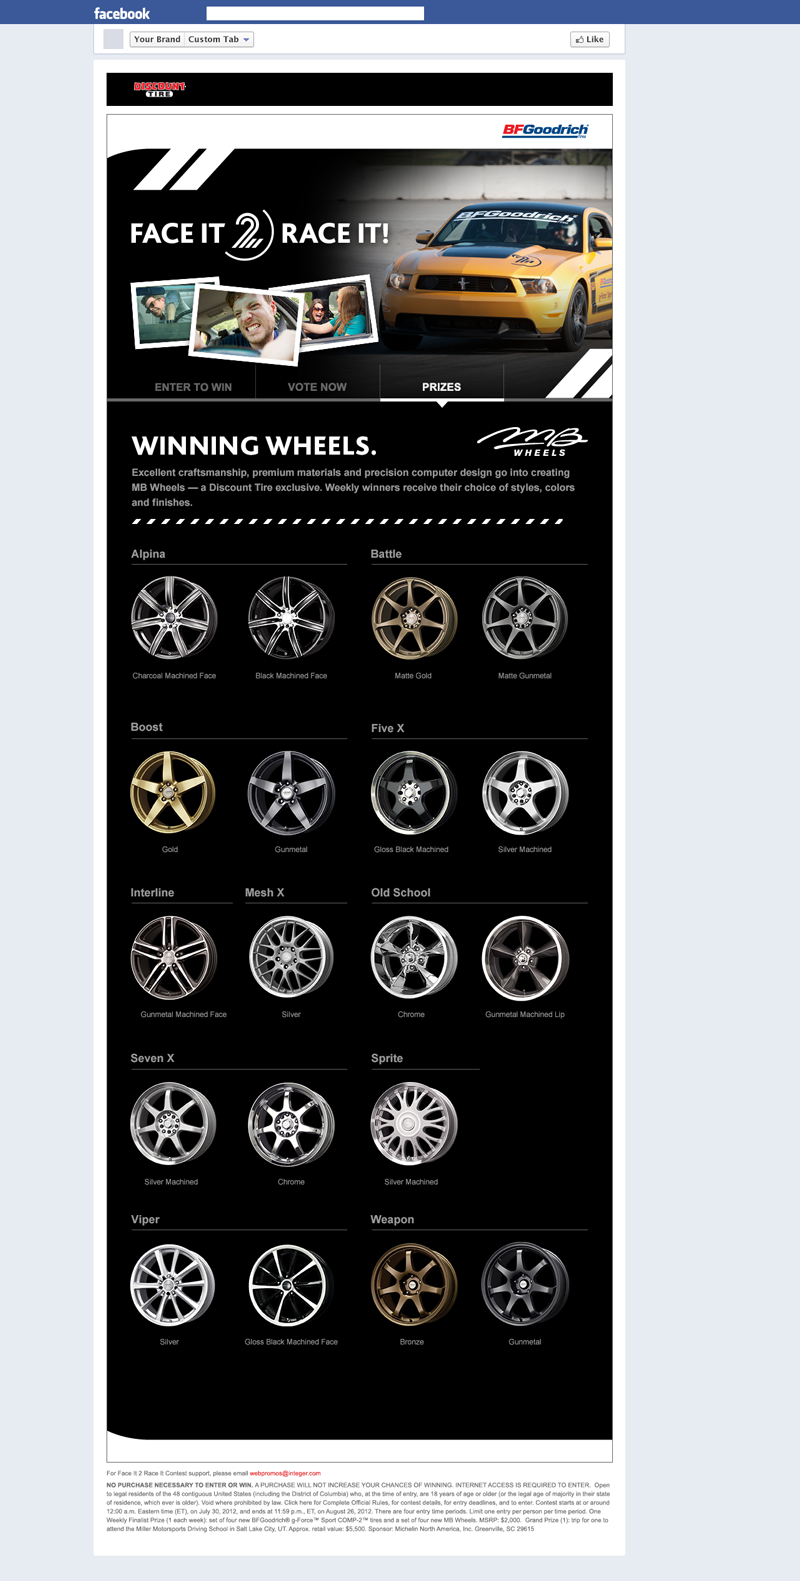 facebook
Your Brand Custom Tab
Like
DISCOUNT
TIRE
BFGoodrich
Tires
BFGoodrich
FACE IT 2 RACE IT!
ENTER TO WIN VOTE NOW PRIZES
WINNING WHEELS.
MB
WHEELS
Excellent craftsmanship, premium materials and precision computer design go into creating
MB Wheels — a Discount Tire exclusive. Weekly winners receive their choice of styles, colors
and finishes.
Alpina Battle
Charcoal Machined Face Black Machined Face Matte Gold Matte Gunmetal
Boost Five X
Gold Gunmetal Gloss Black Machined Silver Machined
Interline Mesh X Old School
Gunmetal Machined Face Silver Chrome Gunmetal Machined Lip
Seven X Sprite
Silver Machined Chrome Silver Machined
Viper Weapon
Silver Gloss Black Machined Face Bronze Gunmetal
For Face It 2 Race It Contest support, please email webpromos@integer.com
NO PURCHASE NECESSARY TO ENTER OR WIN. A PURCHASE WILL NOT INCREASE YOUR CHANCES OF WINNING. INTERNET ACCESS IS REQUIRED TO ENTER. Open
to legal residents of the 48 contiguous United States (including the District of Columbia) who, at the time of entry, are 18 years of age or older (or the legal age of majority in their state
of residence, which ever is older). Void where prohibited by law. Click here for Complete Official Rules, for contest details, for entry deadlines, and to enter. Contest starts at or around
12:00 a.m. Eastern time (ET), on July 30, 2012, and ends at 11:59 p.m., ET, on August 26, 2012. There are four entry time periods. Limit one entry per person per time period. One
Weekly Finalist Prize (1 each week): set of four new BFGoodrich® g-Force™ Sport COMP-2™ tires and a set of four new MB Wheels. MSRP: $2,000. Grand Prize (1): trip for one to
attend the Miller Motorsports Driving School in Salt Lake City, UT. Approx. retail value: $5,500. Sponsor: Michelin North America, Inc. Greenville, SC 29615